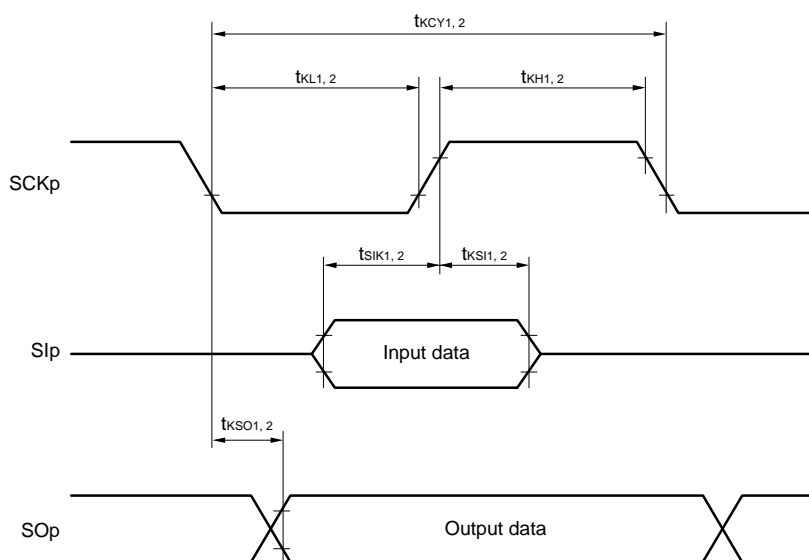 tKCY1, 2
tKL1, 2
tKH1, 2
SCKp
tSIK1, 2
tKSI1, 2
SIp
Input data
tKSO1, 2
SOp
Output data